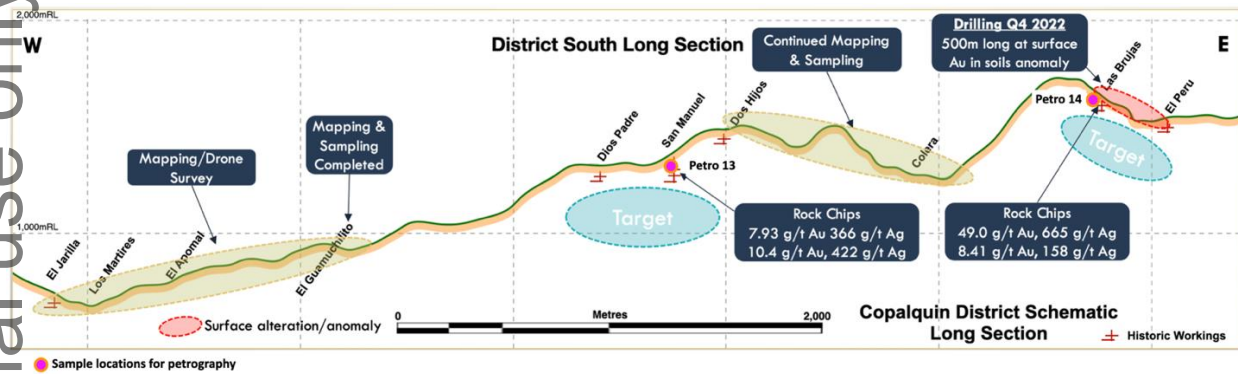 2,000mRL
W
District South Long Section
Continued Mapping
& Sampling
Drilling Q4 2022
500m long at surface
Au in soils anomaly
E
Las Brujas
El Peru
Petro 14
Target
Mapping &
Sampling
Completed
Mapping/Drone
Survey
Dios Padre
San Manuel
Dos Hijos
Petro 13
Colora
Target
Rock Chips
7.93 g/t Au 366 g/t Ag
10.4 g/t Au, 422 g/t Ag
Rock Chips
49.0 g/t Au, 665 g/t Ag
8.41 g/t Au, 158 g/t Ag
1,000mRL
El Jarilla
Los Martires
El Apomal
El Guamuchilito
Surface alteration/anomaly
0 Metres 2,000
Copalquin District Schematic
Long Section
Historic Workings
Sample locations for petrography
use only